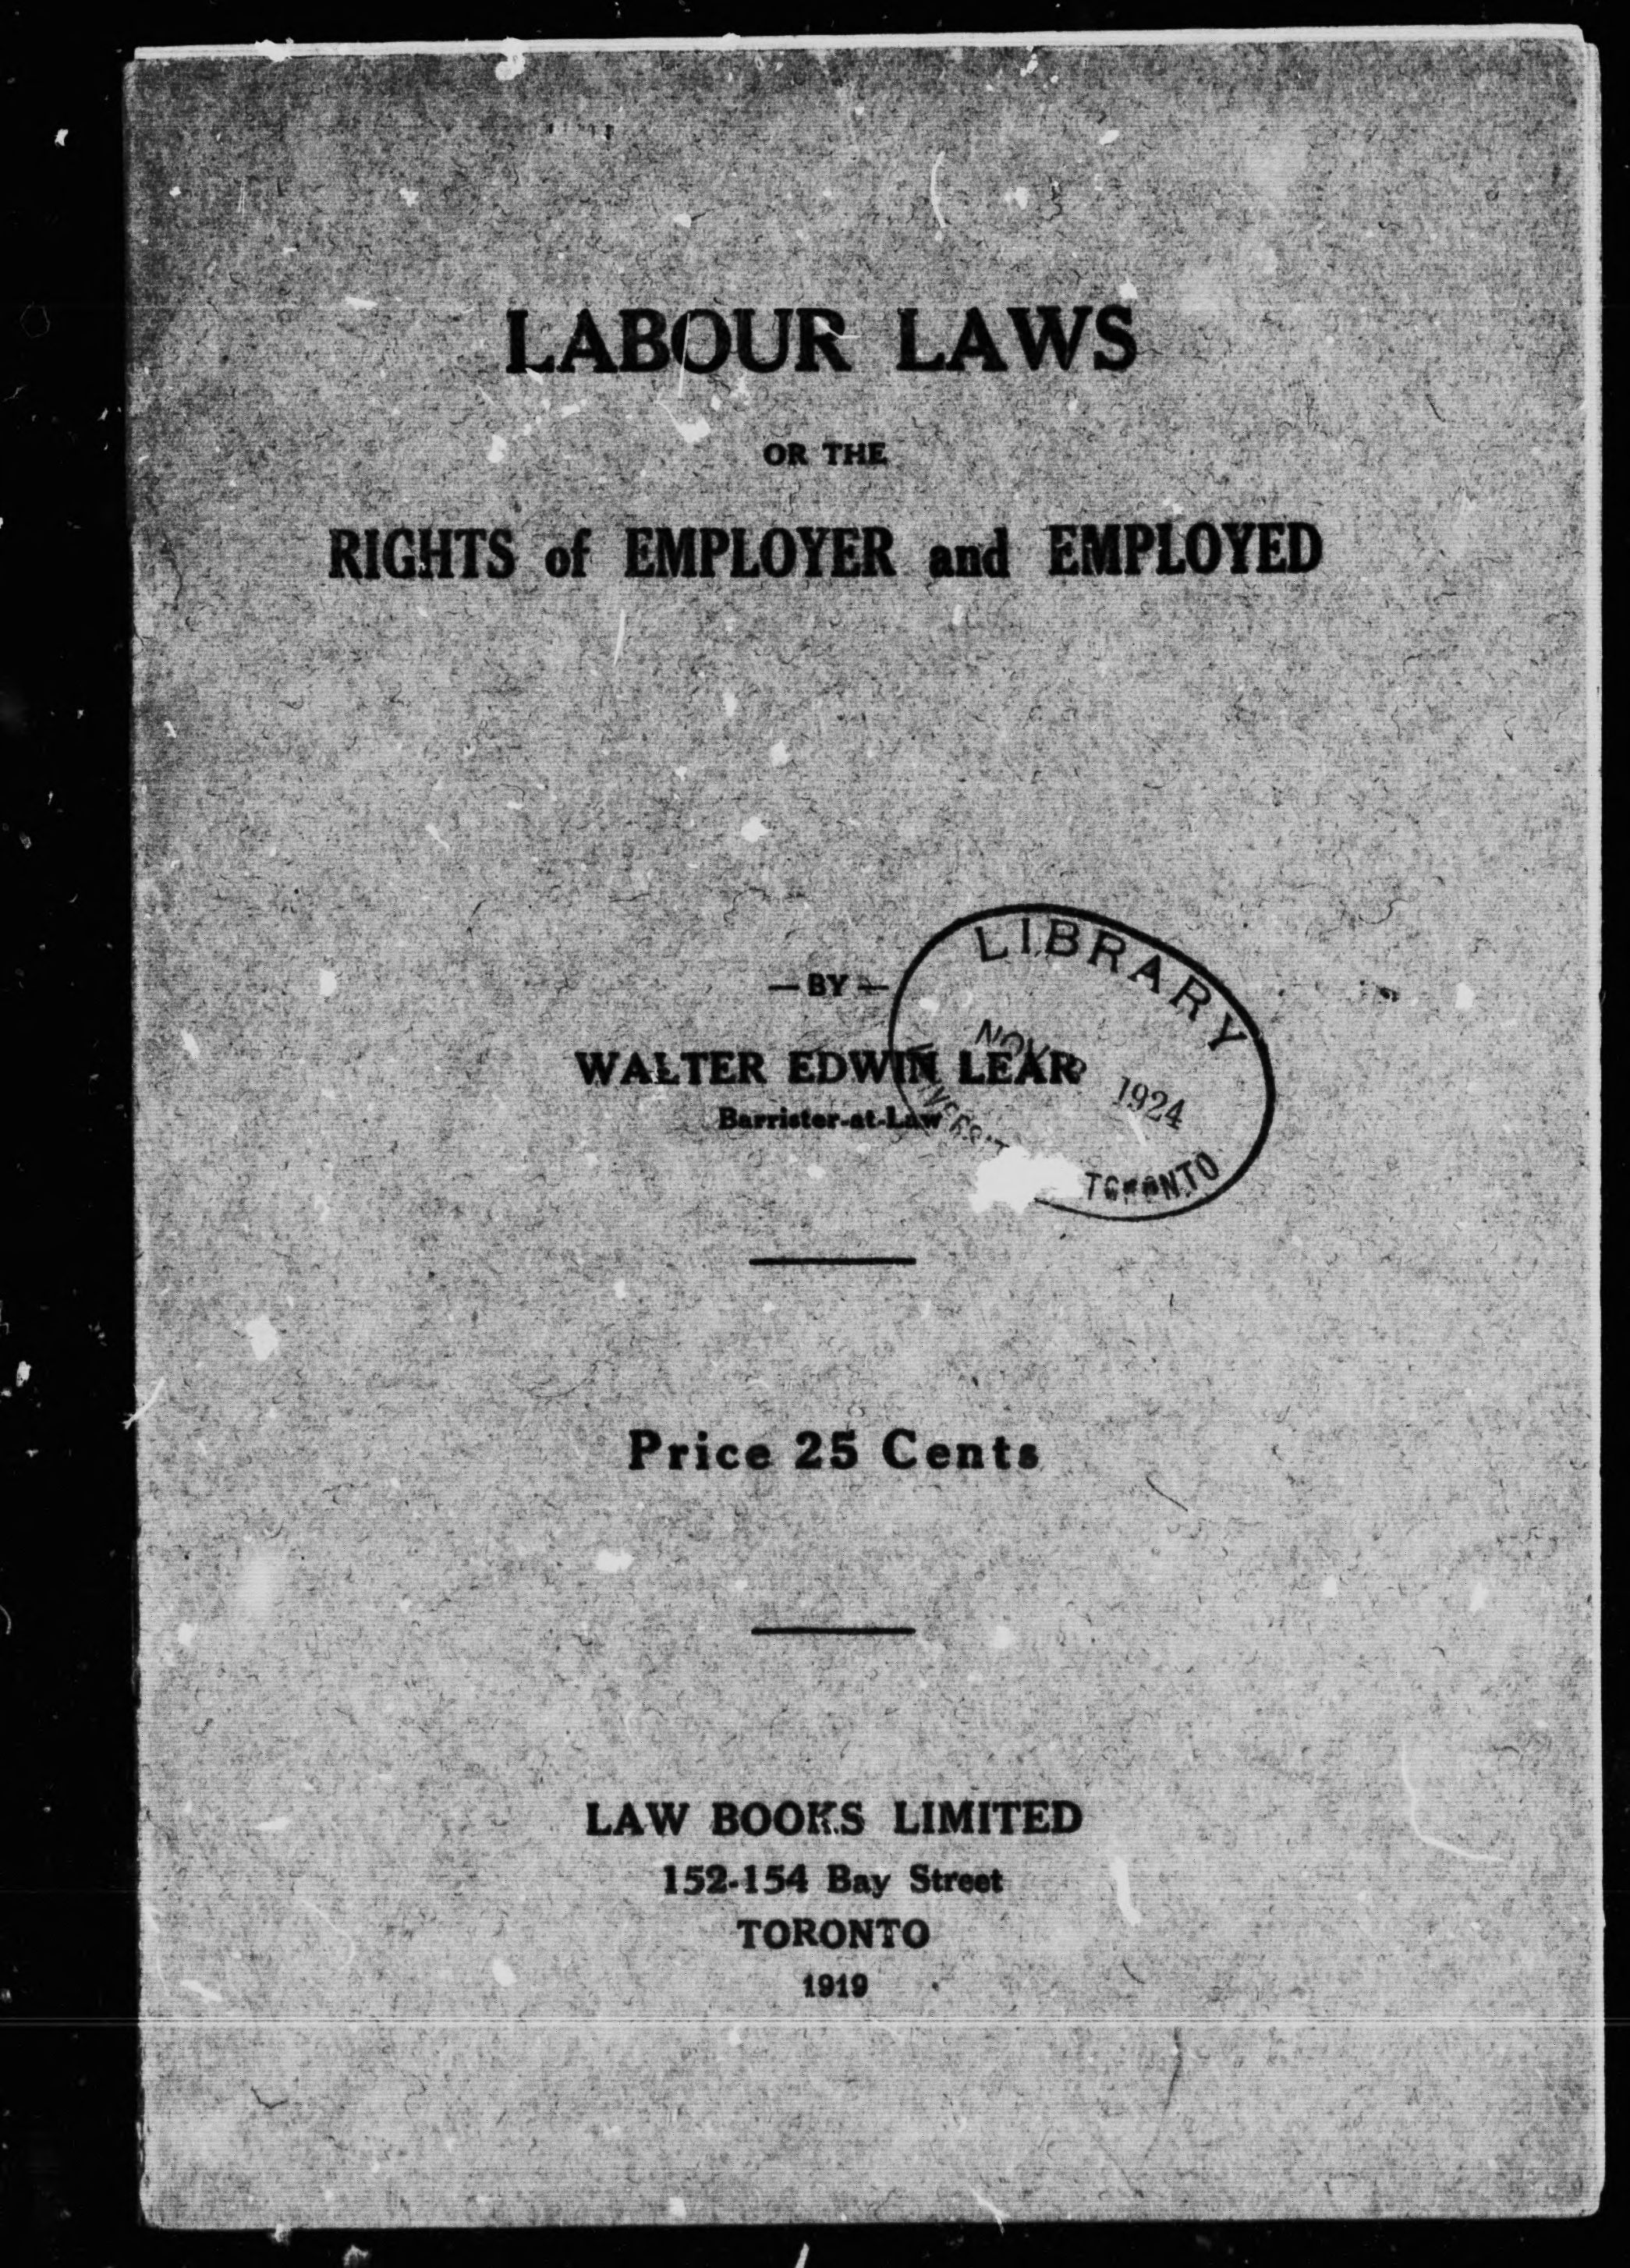 LABOUR LAWS
OR THE
RIGHTS of EMPLOYER and EMPLOYED
—BY—
WALTER EDWIN LEAR
Barrister-at-Law
LIBRARY
NOV
1924
TORONTO
Price 25 Cents
LAW BOOKS LIMITED
152-154 Bay Street
TORONTO
1919